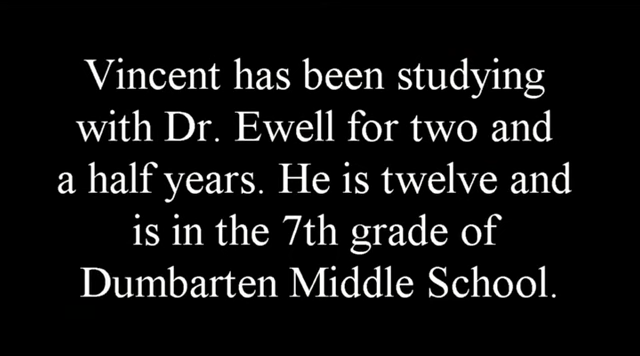 Vincent has been studying
with Dr. Ewell for two and
a half years. He is twelve and
is in the 7th grade of
Dumbarten Middle School.